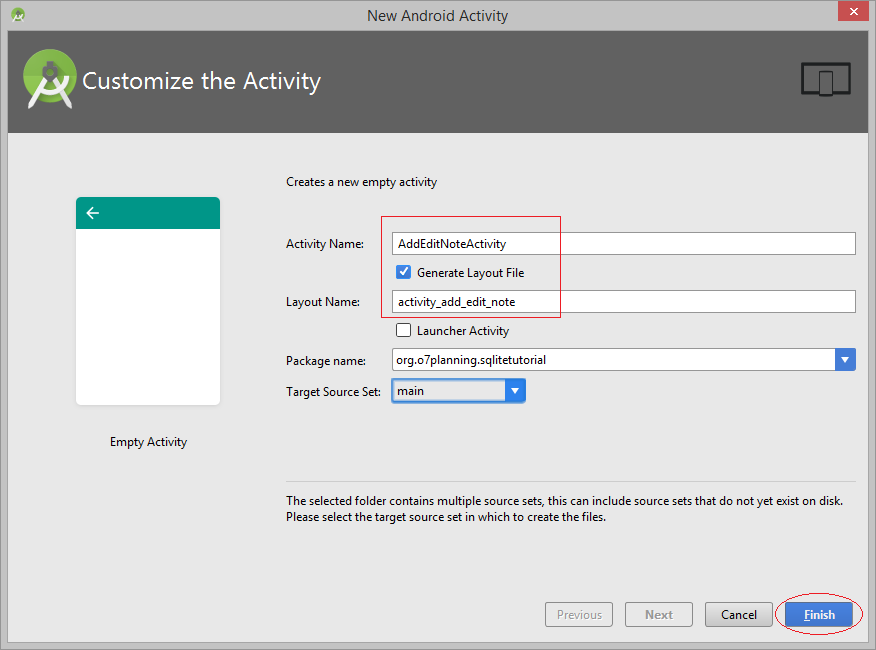 New Android Activity
Customize the Activity
Creates a new empty activity
Activity Name: AddEditNoteActivity
Generate Layout File
Layout Name: activity_add_edit_note
Launcher Activity
Package name: org.o7planning.sqlitetutorial
Target Source Set: main
Empty Activity
The selected folder contains multiple source sets, this can include source sets that do not yet exist on disk.
Please select the target source set in which to create the files.
Previous Next Cancel Finish